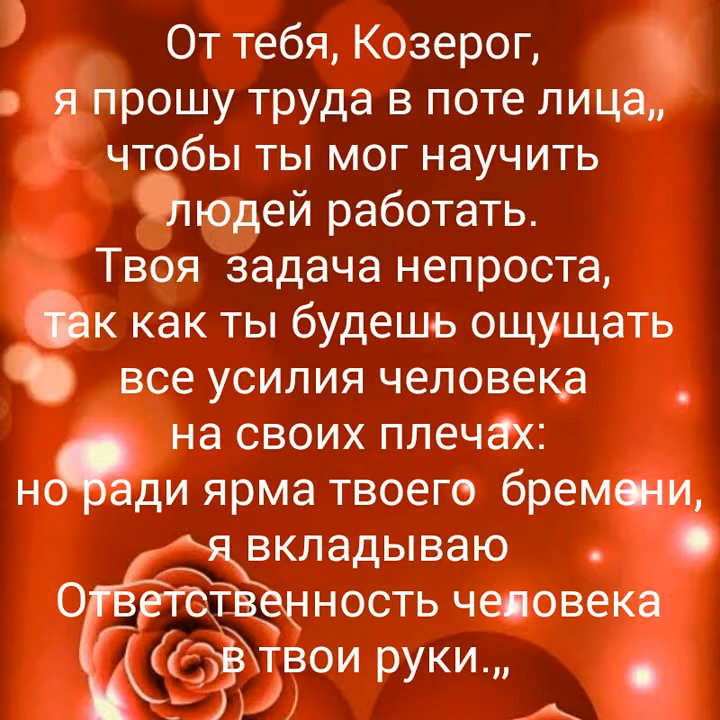 От тебя, Козерог,
я прошу труда в поте лица,,
чтобы ты мог научить
людей работать.
Твоя задача непроста,
так как ты будешь ощущать
все усилия человека
на своих плечах:
но ради ярма твоего бремени,
я вкладываю
Ответственность человека
в твои руки.,,